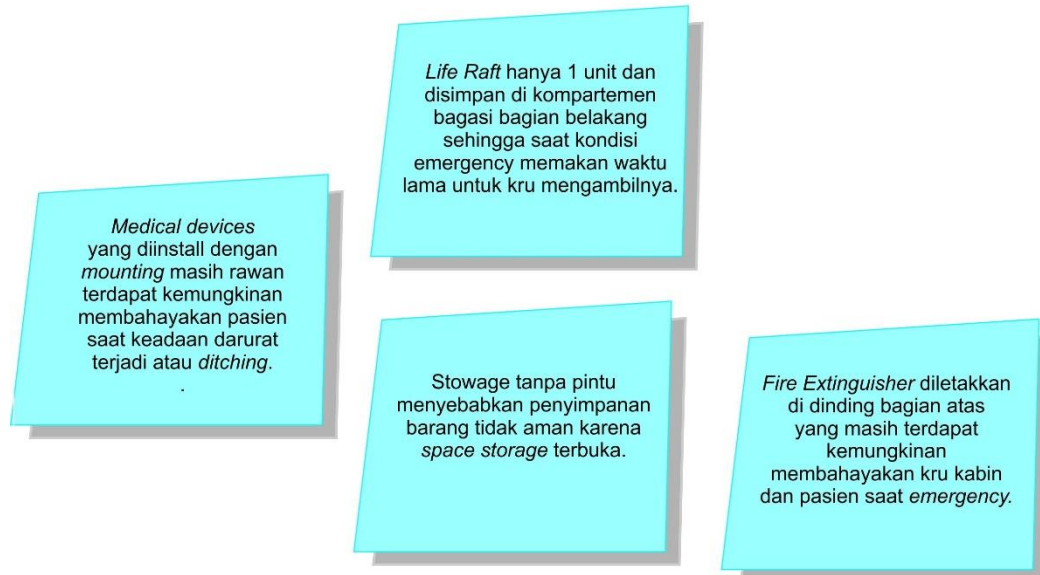 Life Raft hanya 1 unit dan
disimpan di kompartemen
bagasi bagian belakang
sehingga saat kondisi
emergency memakan waktu
lama untuk kru mengambilnya.
Medical devices
yang diinstall dengan
mounting masih rawan
terdapat kemungkinan
membahayakan pasien
saat keadaan darurat
terjadi atau ditching.
.
Stowage tanpa pintu
menyebabkan penyimpanan
barang tidak aman karena
space storage terbuka.
Fire Extinguisher diletakkan
di dinding bagian atas
yang masih terdapat
kemungkinan
membahayakan kru kabin
dan pasien saat emergency.